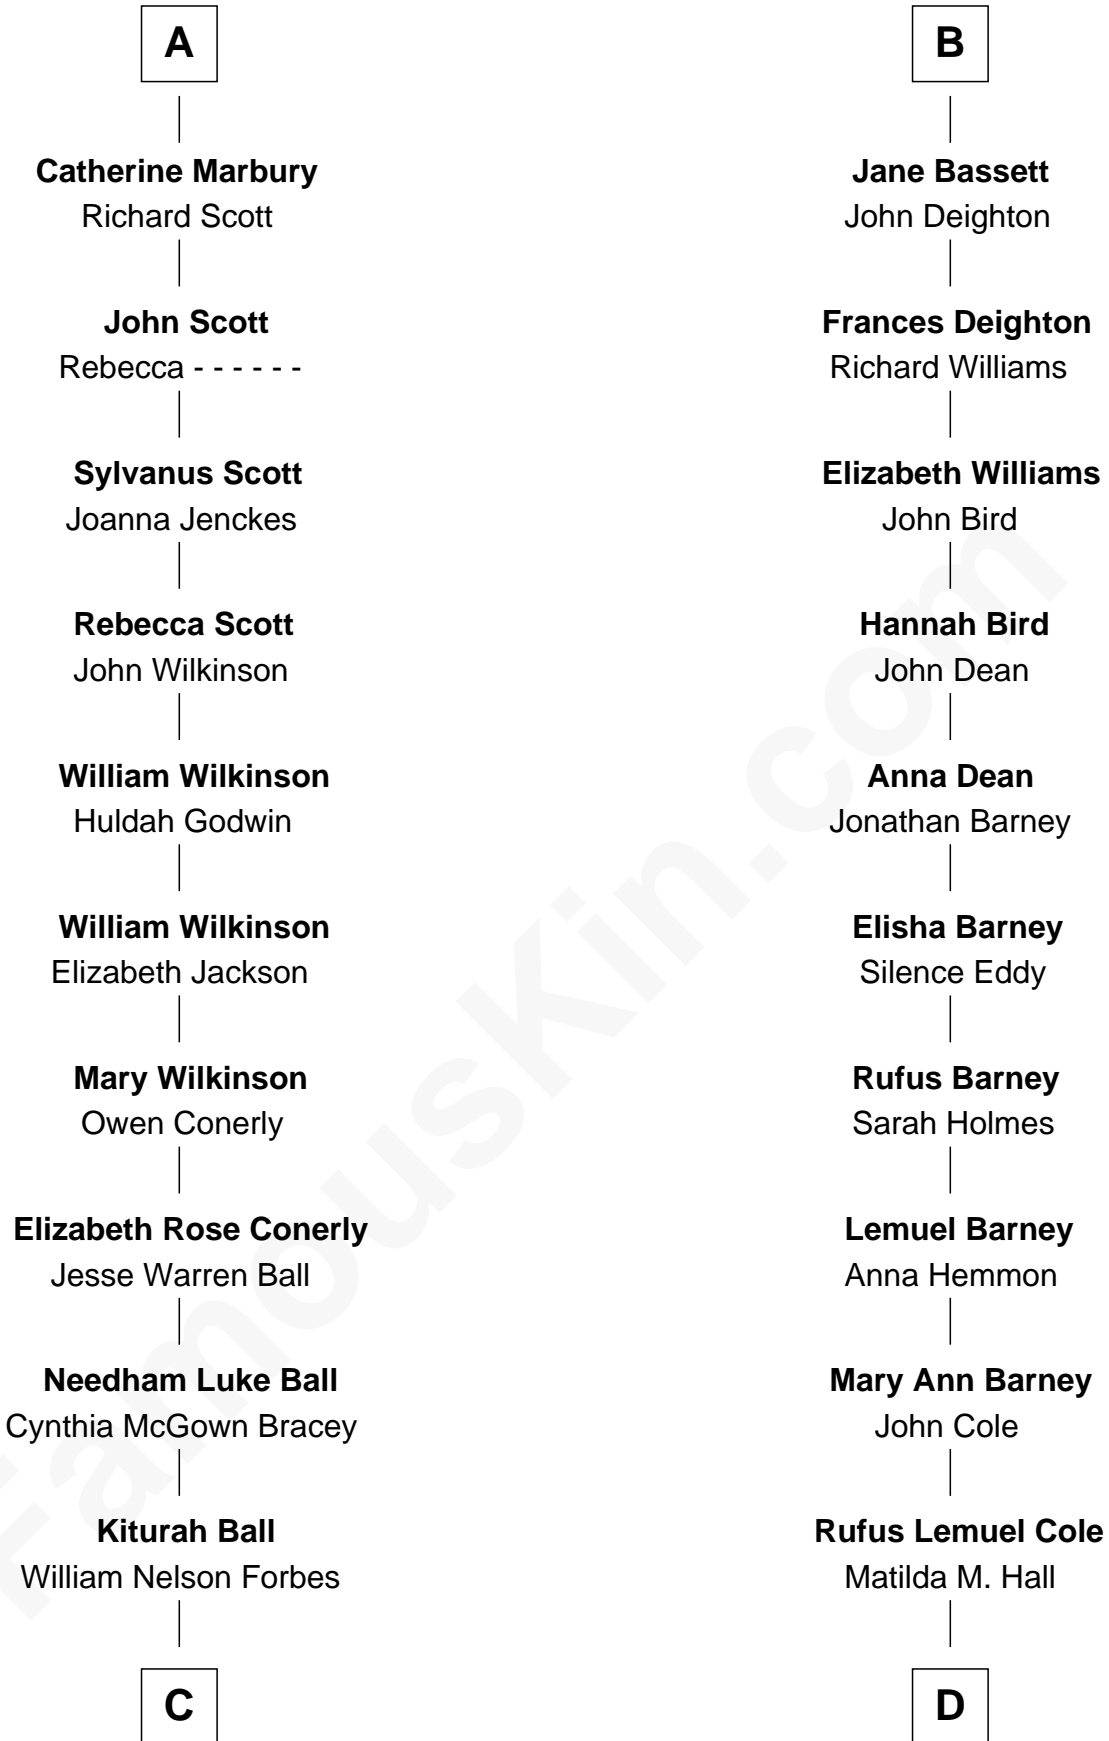 A
Catherine Marbury
Richard Scott
John Scott
Rebecca - - - - - -
Sylvanus Scott
Joanna Jenckes
Rebecca Scott
John Wilkinson
William Wilkinson
Huldah Godwin
William Wilkinson
Elizabeth Jackson
Mary Wilkinson
Owen Conerly
Elizabeth Rose Conerly
Jesse Warren Ball
Needham Luke Ball
Cynthia McGown Bracey
Kiturah Ball
William Nelson Forbes
C
B
Jane Bassett
John Deighton
Frances Deighton
Richard Williams
Elizabeth Williams
John Bird
Hannah Bird
John Dean
Anna Dean
Jonathan Barney
Elisha Barney
Silence Eddy
Rufus Barney
Sarah Holmes
Lemuel Barney
Anna Hemmon
Mary Ann Barney
John Cole
Rufus Lemuel Cole
Matilda M. Hall
D
FamousKin.com